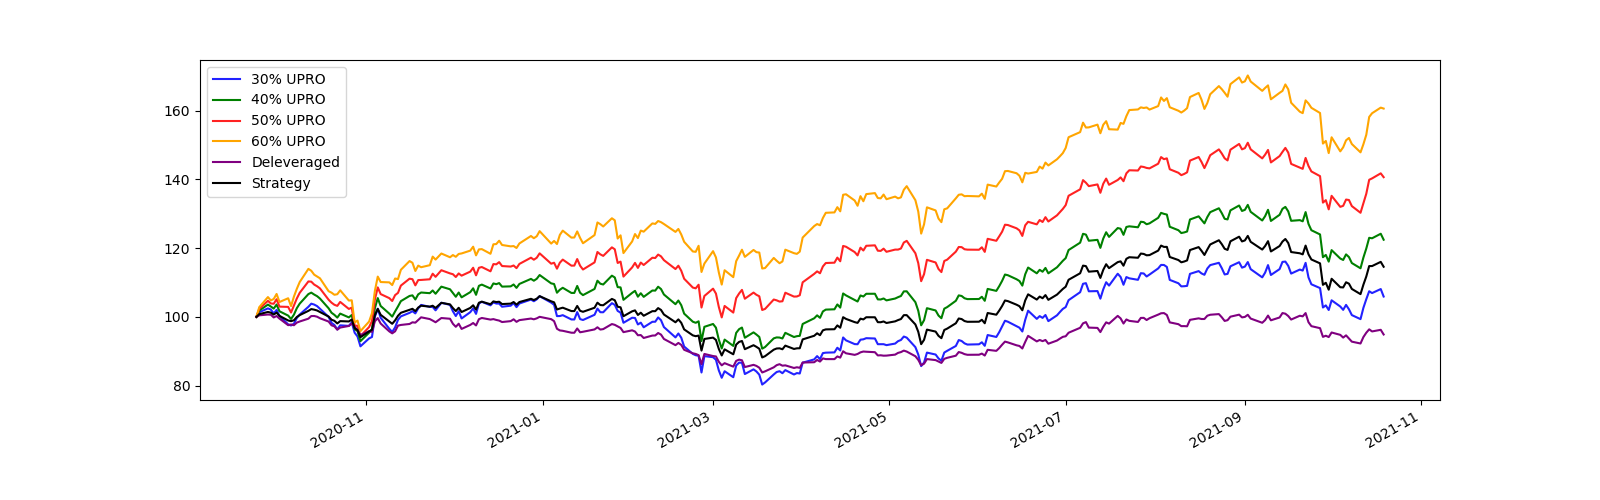 30% UPRO
40% UPRO
50% UPRO
60% UPRO
Deleveraged
Strategy
160
140
120
100
80
2020-11
2021-01
2021-03
2021-05
2021-07
2021-09
2021-11